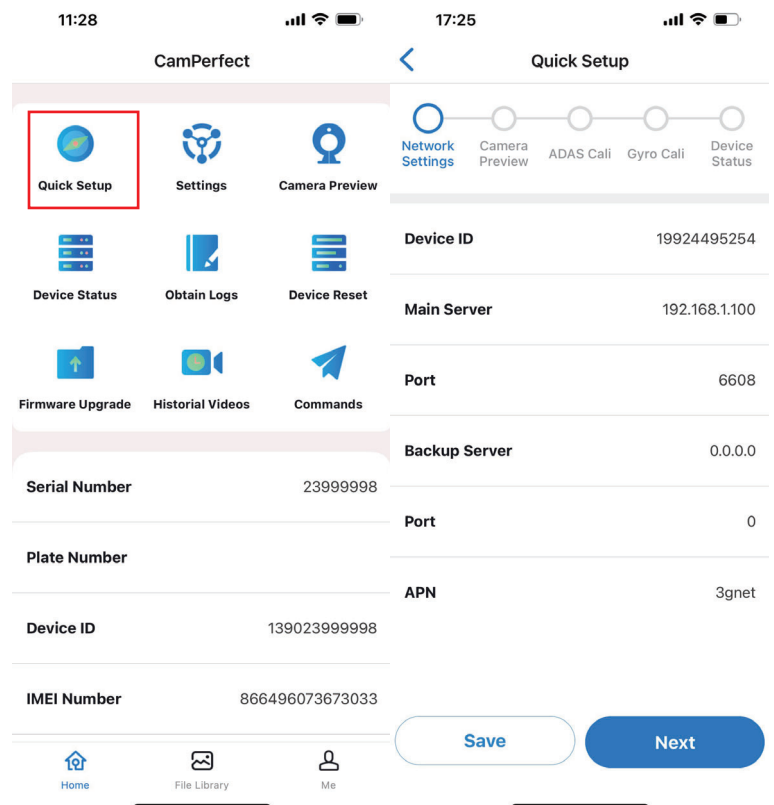 11:28
CamPerfect
Quick Setup
Settings
Camera Preview
Device Status
Obtain Logs
Device Reset
Firmware Upgrade
Historial Videos
Commands
Serial Number 23999998
Plate Number
Device ID 139023999998
IMEI Number 866496073673033
Home
File Library
Me
17:25
Quick Setup
Network
Settings
Camera
Preview
ADAS Cali
Gyro Cali
Device
Status
Device ID 19924495254
Main Server 192.168.1.100
Port 6608
Backup Server 0.0.0.0
Port 0
APN 3gnet
Save
Next